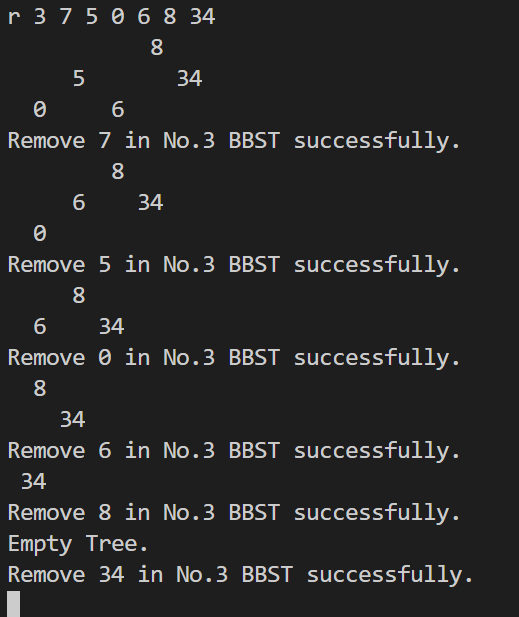 r 3 7 5 0 6 8 34
8
5 34
0 6
Remove 7 in No.3 BBST successfully.
8
6 34
0
Remove 5 in No.3 BBST successfully.
8
6 34
Remove 0 in No.3 BBST successfully.
8
34
Remove 6 in No.3 BBST successfully.
34
Remove 8 in No.3 BBST successfully.
Empty Tree.
Remove 34 in No.3 BBST successfully.